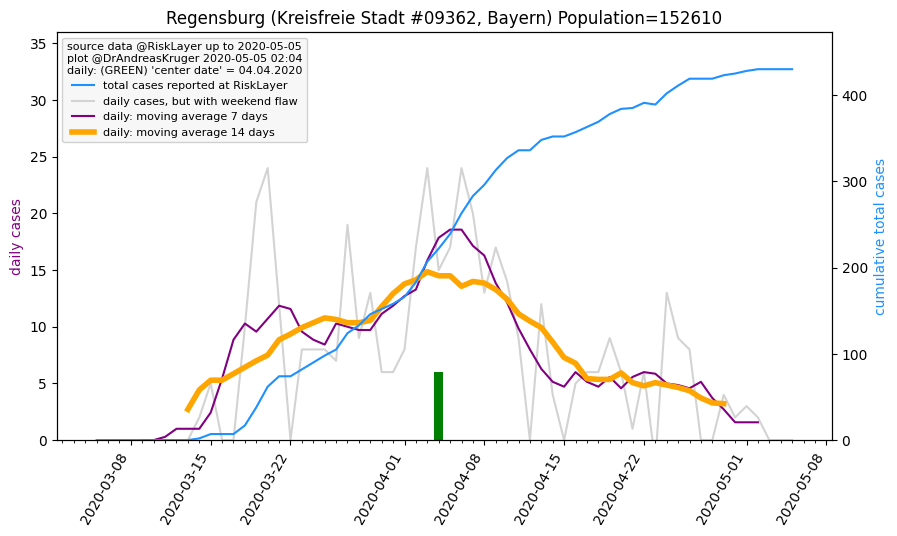 Regensburg (Kreisfreie Stadt #09362, Bayern) Population=152610
source data @RiskLayer up to 2020-05-05
plot @DrAndreasKruger 2020-05-05 02:04
daily: (GREEN) 'center date' = 04.04.2020
total cases reported at RiskLayer
daily cases, but with weekend flaw
daily: moving average 7 days
daily: moving average 14 days
daily cases
35
30
25
20
15
10
5
0
cumulative total cases
400
300
200
100
0
2020-03-08
2020-03-15
2020-03-22
2020-04-01
2020-04-08
2020-04-15
2020-04-22
2020-05-01
2020-05-08